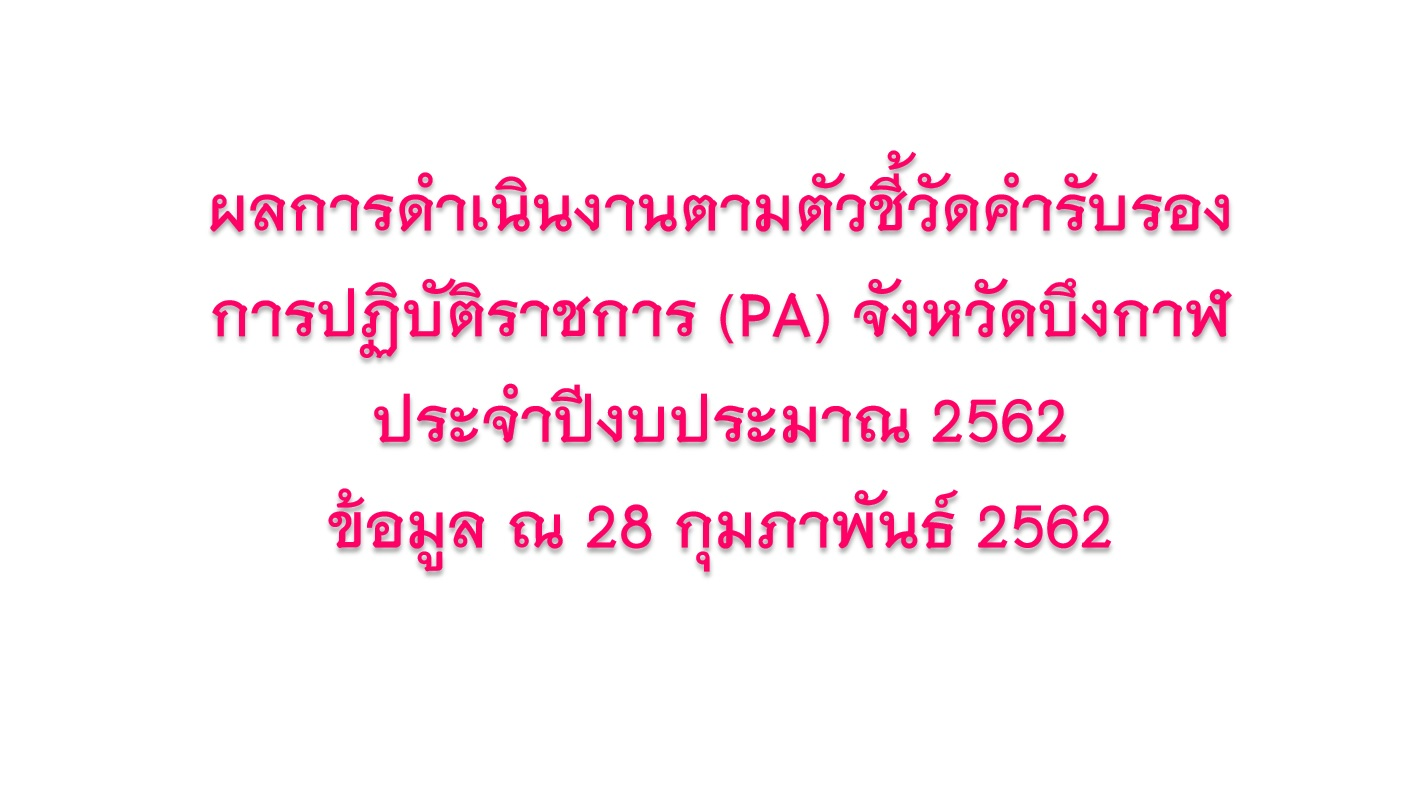 ผลการดำเนินงานตามตัวชี้วัดคำรับรอง
การปฏิบัติราชการ (PA) จังหวัดบึงกาฬ
ประจำปีงบประมาณ 2562
ข้อมูล ณ 28 กุมภาพันธ์ 2562